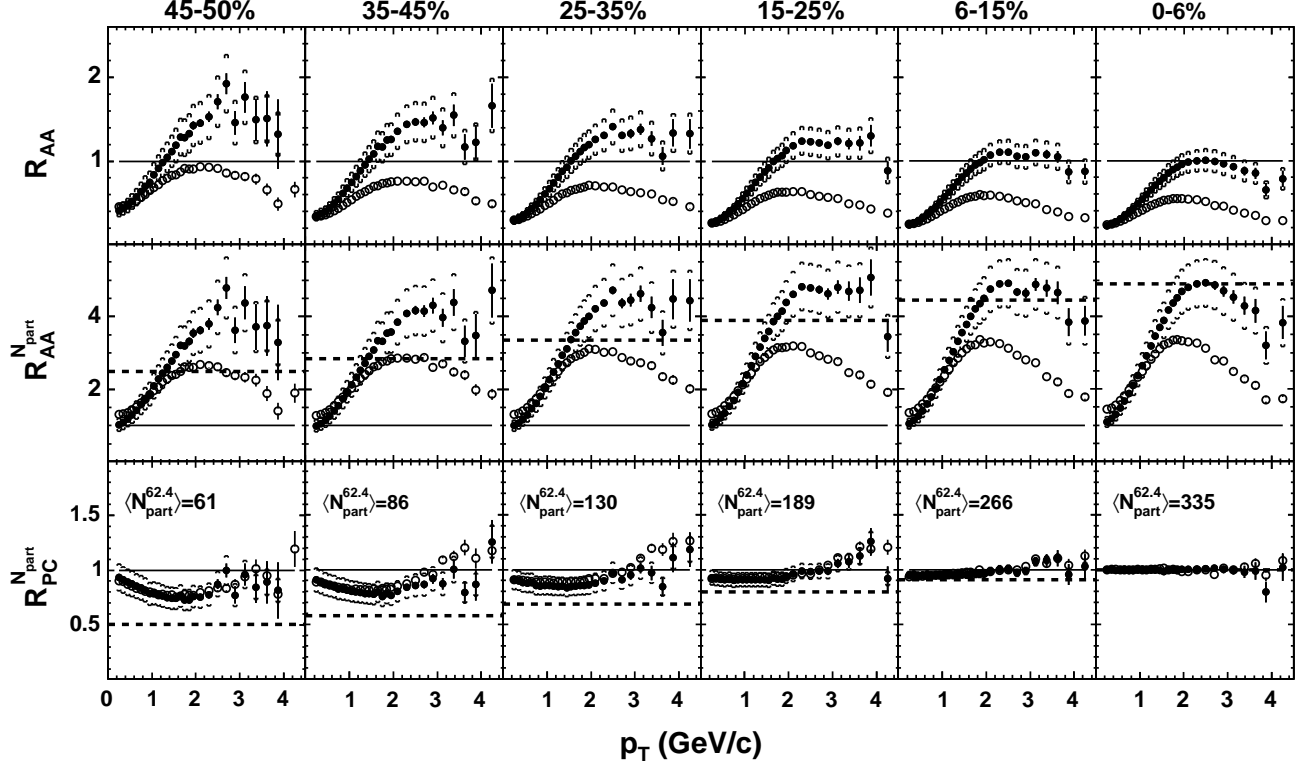 45-50% 35-45% 25-35% 15-25% 6-15% 0-6%
R_AA
2
1
R_AA^N_part
4
2
R_PC^N_part
1.5
1
0.5
⟨N_part^62.4⟩=61 ⟨N_part^62.4⟩=86 ⟨N_part^62.4⟩=130 ⟨N_part^62.4⟩=189 ⟨N_part^62.4⟩=266 ⟨N_part^62.4⟩=335
0 1 2 3 4 1 2 3 4 1 2 3 4 1 2 3 4 1 2 3 4 1 2 3 4
p_T (GeV/c)